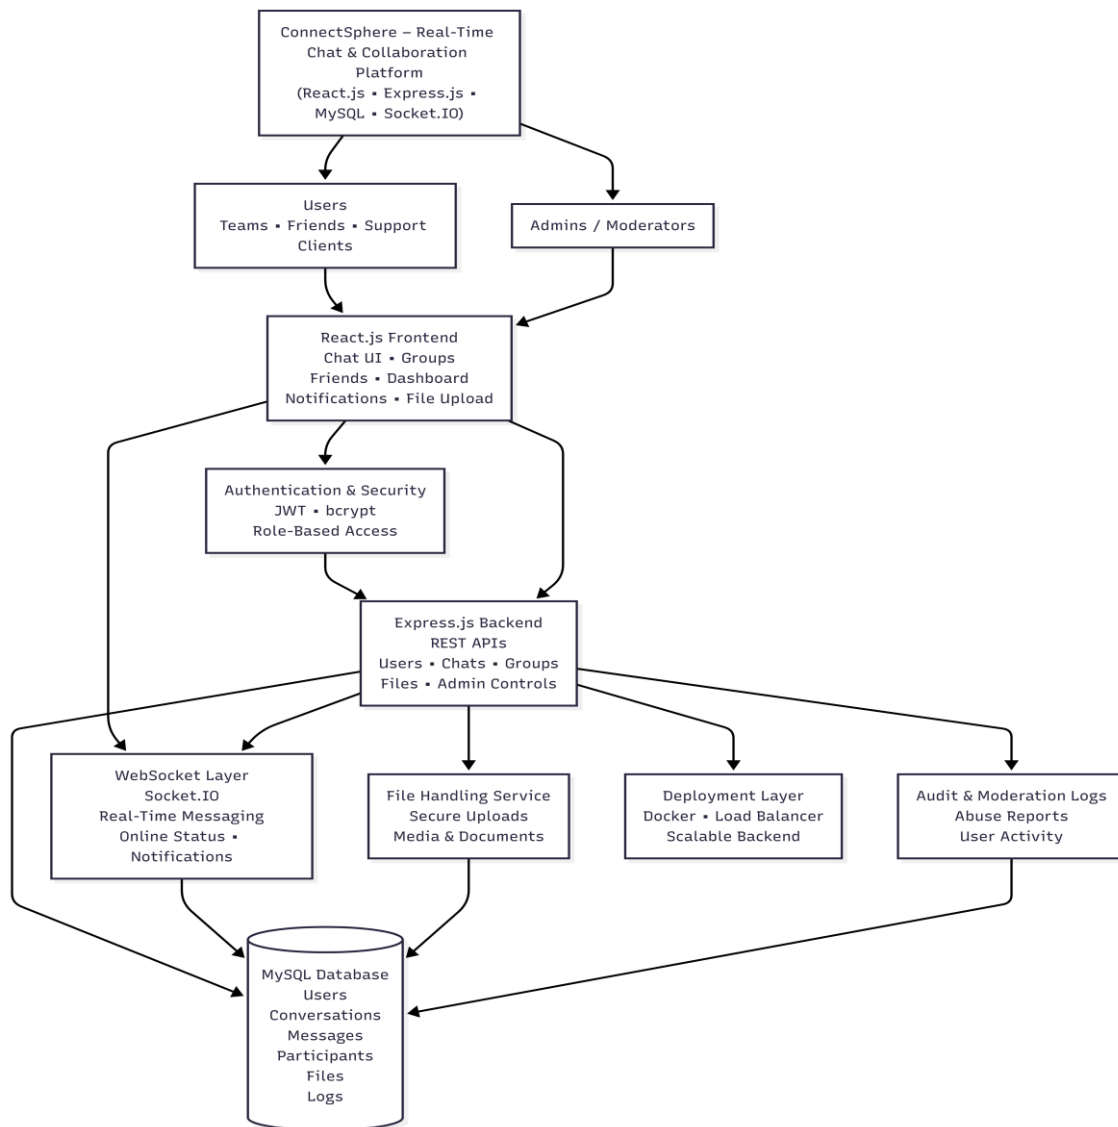 ConnectSphere – Real-Time
Chat & Collaboration
Platform
(React.js ▪ Express.js ▪
MySQL ▪ Socket.IO)
Users
Teams ▪ Friends ▪ Support
Clients
Admins / Moderators
React.js Frontend
Chat UI ▪ Groups
Friends ▪ Dashboard
Notifications ▪ File Upload
Authentication & Security
JWT ▪ bcrypt
Role-Based Access
Express.js Backend
REST APIs
Users ▪ Chats ▪ Groups
Files ▪ Admin Controls
WebSocket Layer
Socket.IO
Real-Time Messaging
Online Status ▪
Notifications
File Handling Service
Secure Uploads
Media & Documents
Deployment Layer
Docker ▪ Load Balancer
Scalable Backend
Audit & Moderation Logs
Abuse Reports
User Activity
MySQL Database
Users
Conversations
Messages
Participants
Files
Logs